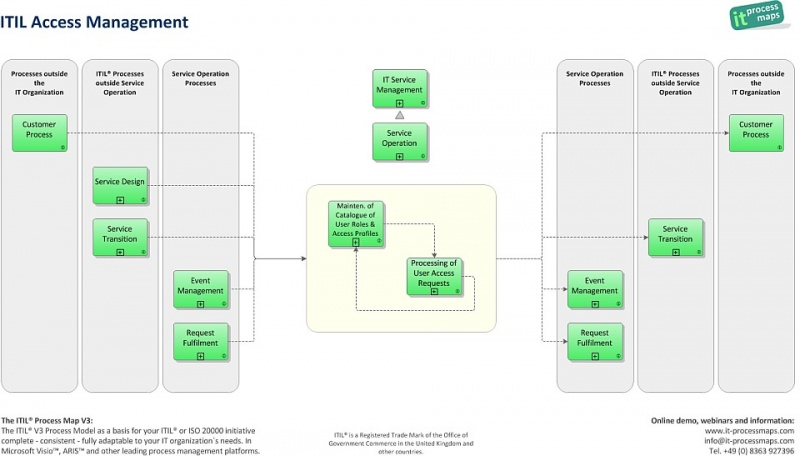 ITIL Access Management
it process
maps
Processes outside
the
IT Organization
ITIL® Processes
outside Service
Operation
Service Operation
Processes
Customer
Process
Service Design
Service
Transition
Event
Management
Request
Fulfilment
IT Service
Management
Service
Operation
Mainten. of
Catalogue of
User Roles &
Access Profiles
Processing of
User Access
Requests
Service Operation
Processes
ITIL® Processes
outside Service
Operation
Processes outside
the
IT Organization
Customer
Process
Service
Transition
Event
Management
Request
Fulfilment
The ITIL® Process Map V3:
The ITIL® V3 Process Model as a basis for your ITIL® or ISO 20000 initiative
complete - consistent - fully adaptable to your IT organization´s needs. In
Microsoft Visio™, ARIS™ and other leading process management platforms.
ITIL® is a Registered Trade Mark of the Office of
Government Commerce in the United Kingdom and
other countries.
Online demo, webinars and information:
www.it-processmaps.com
info@it-processmaps.com
Tel. +49 (0) 8363 927396